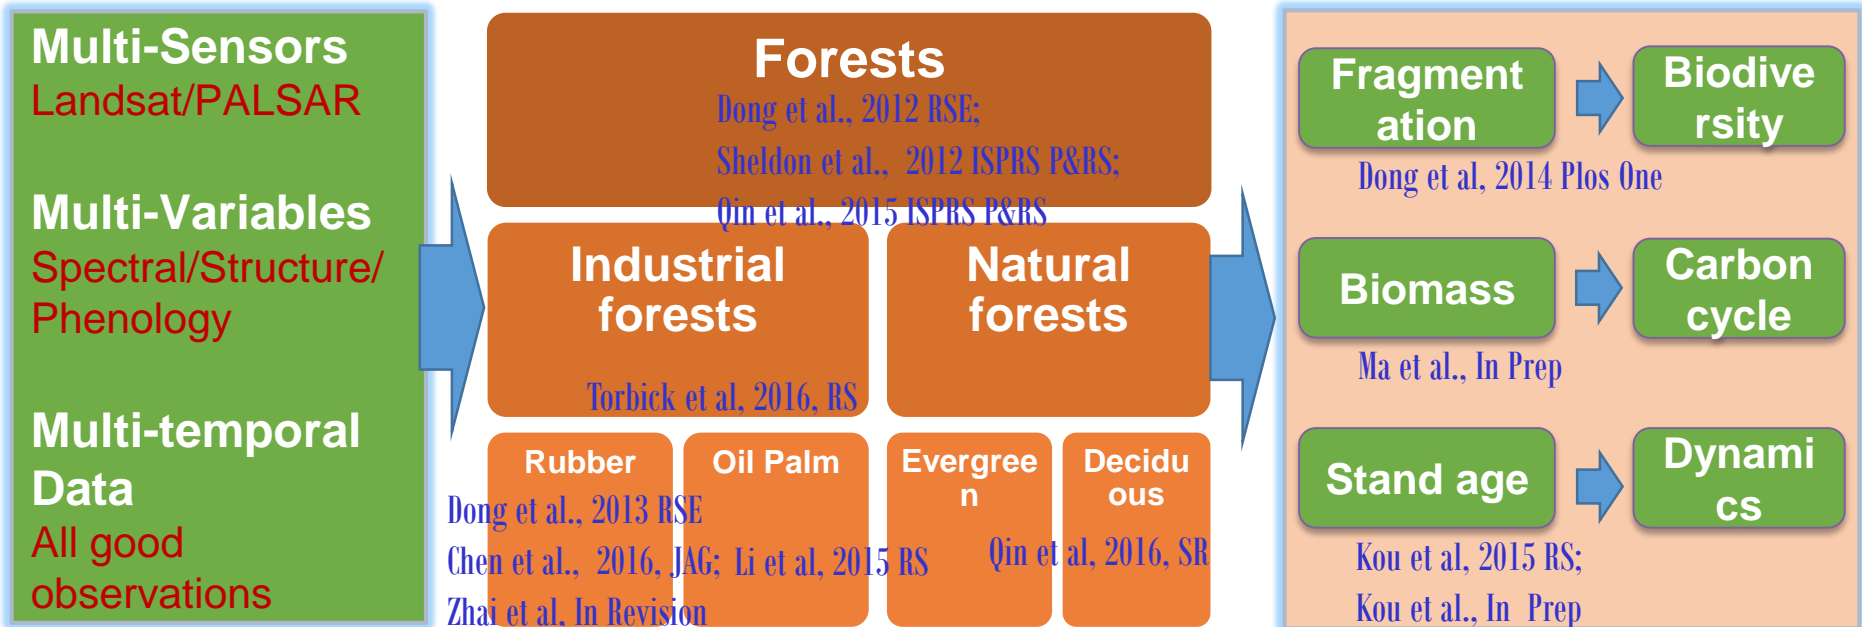 Multi-Sensors
Landsat/PALSAR
Multi-Variables
Spectral/Structure/
Phenology
Multi-temporal
Data
All good
observations
Forests
Dong et al., 2012 RSE;
Sheldon et al., 2012 ISPRS P&RS;
Qin et al., 2015 ISPRS P&RS
Industrial
forests
Torbick et al, 2016, RS
Natural
forests
Rubber
Dong et al., 2013 RSE
Chen et al., 2016, JAG;
Zhai et al, In Revision
Oil Palm
Li et al, 2015 RS
Evergree
n
Decidu
ous
Qin et al, 2016, SR
Fragment
ation
Biodive
rsity
Dong et al, 2014 Plos One
Biomass
Carbon
cycle
Ma et al., In Prep
Stand age
Dynami
cs
Kou et al, 2015 RS;
Kou et al., In Prep